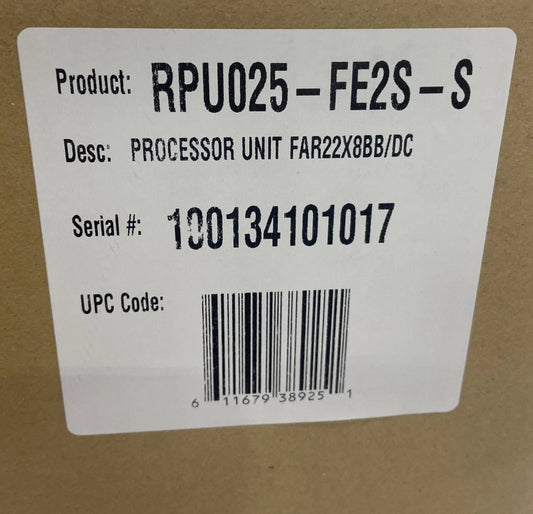 Product: RPU025-FE2S-S
Desc: PROCESSOR UNIT FAR22X8BB/DC
Serial #: 100134101017
UPC Code:
6 11679 38925 1